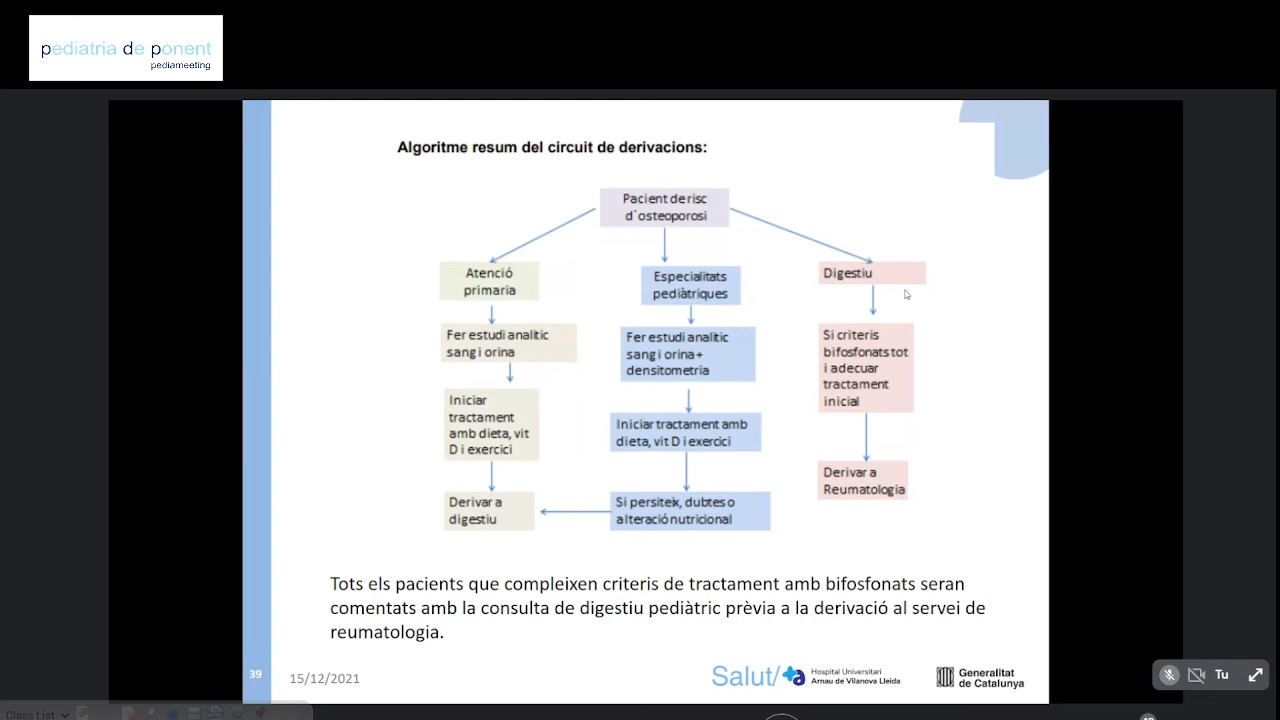 pediatria de ponent
pediameeting
Algoritme resum del circuit de derivacions:
Pacient de risc
d´osteoporosi
Atenció
primaria
Fer estudi analític
sang i orina
Iniciar
tractament
amb dieta, vit
D i exercici
Derivar a
digestiu
Especialitats
pediàtriques
Fer estudi analític
sang i orina +
densitometria
Iniciar tractament amb
dieta, vit D i exercici
Si persiteix, dubtes o
alteració nutricional
Digestiu
Si criteris
bifosfonats tot
i adecuar
tractament
inicial
Derivar a
Reumatologia
Tots els pacients que compleixen criteris de tractament amb bifosfonats seran
comentats amb la consulta de digestiu pediàtric prèvia a la derivació al servei de
reumatologia.
39
15/12/2021
Salut/
Hospital Universitari
Arnau de Vilanova Lleida
Generalitat
de Catalunya
Tu
Class List